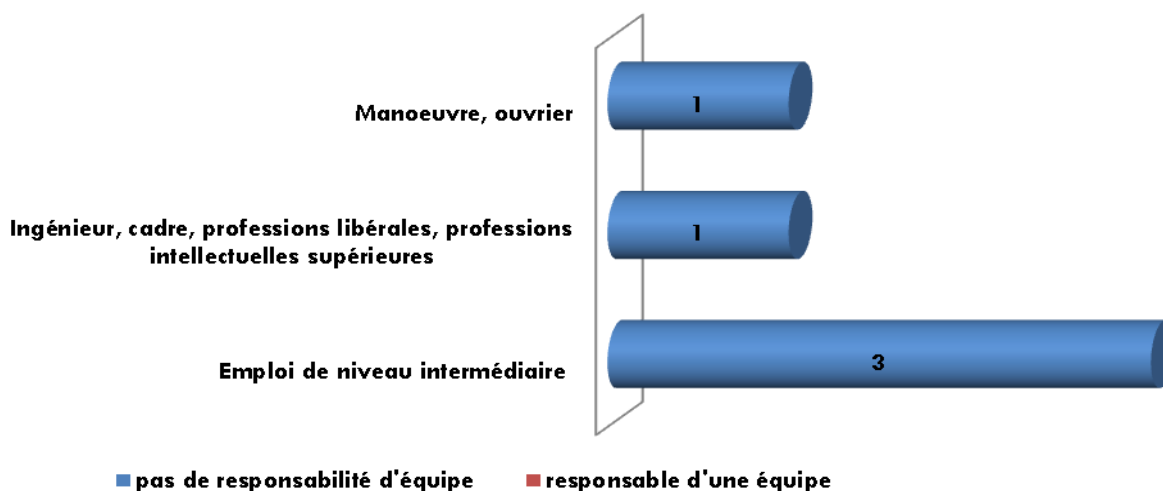 Manoeuvre, ouvrier
1
Ingénieur, cadre, professions libérales, professions
intellectuelles supérieures
1
Emploi de niveau intermédiaire
3
pas de responsabilité d'équipe
responsable d'une équipe